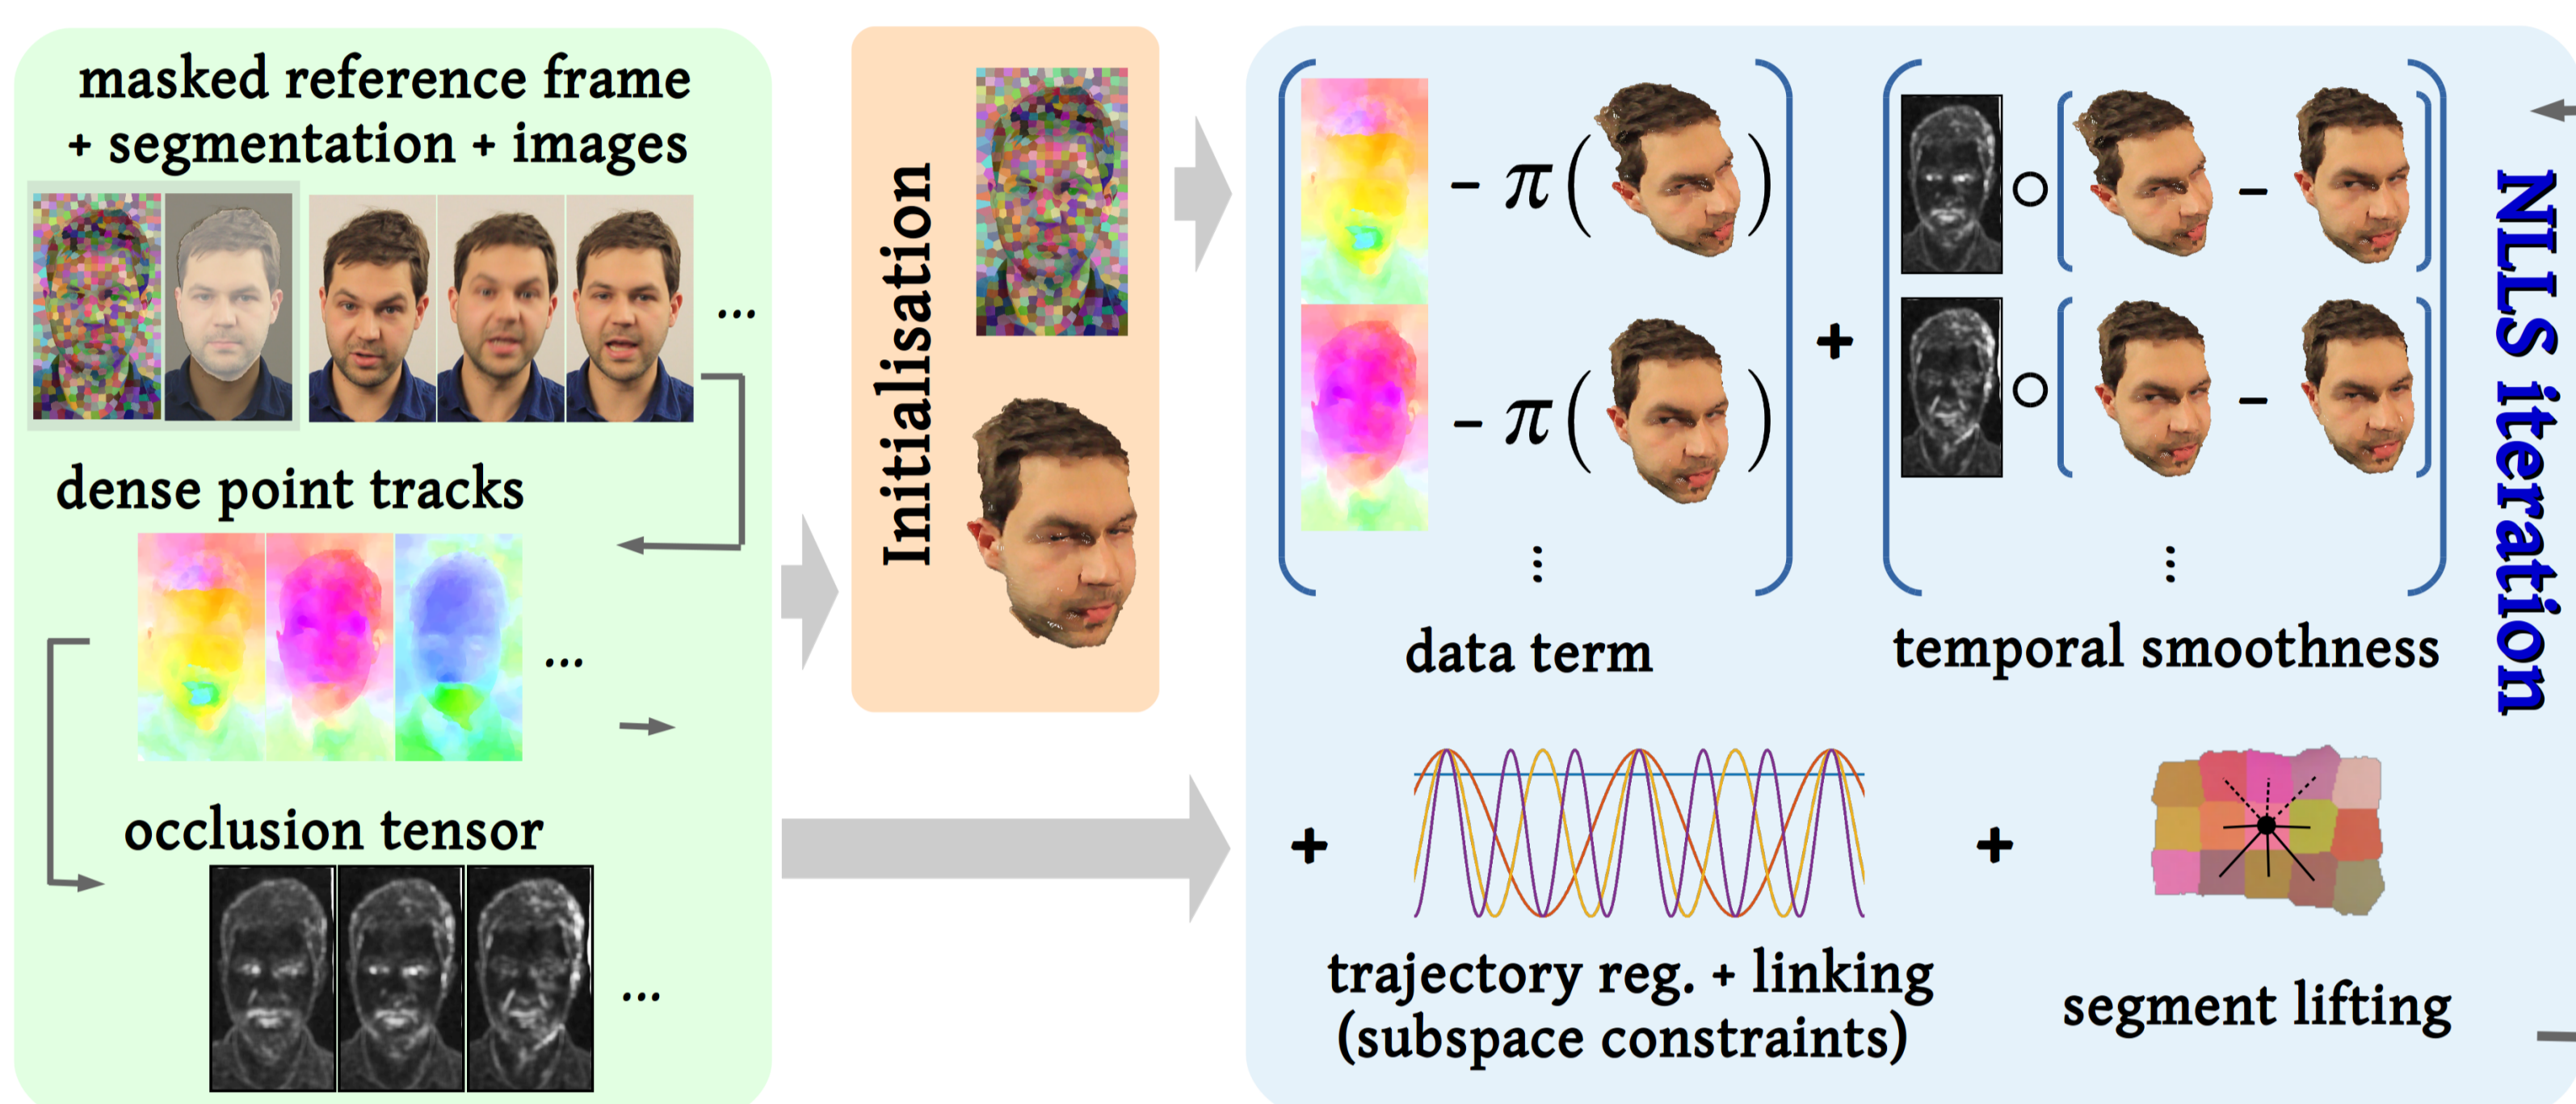 masked reference frame
+ segmentation + images
...
dense point tracks
...
occlusion tensor
...
Initialisation
- π ( )
- π ( )
...
data term
+
○ [ - ]
○ [ - ]
...
temporal smoothness
NLLS iteration
+
trajectory reg. + linking
(subspace constraints)
+
segment lifting